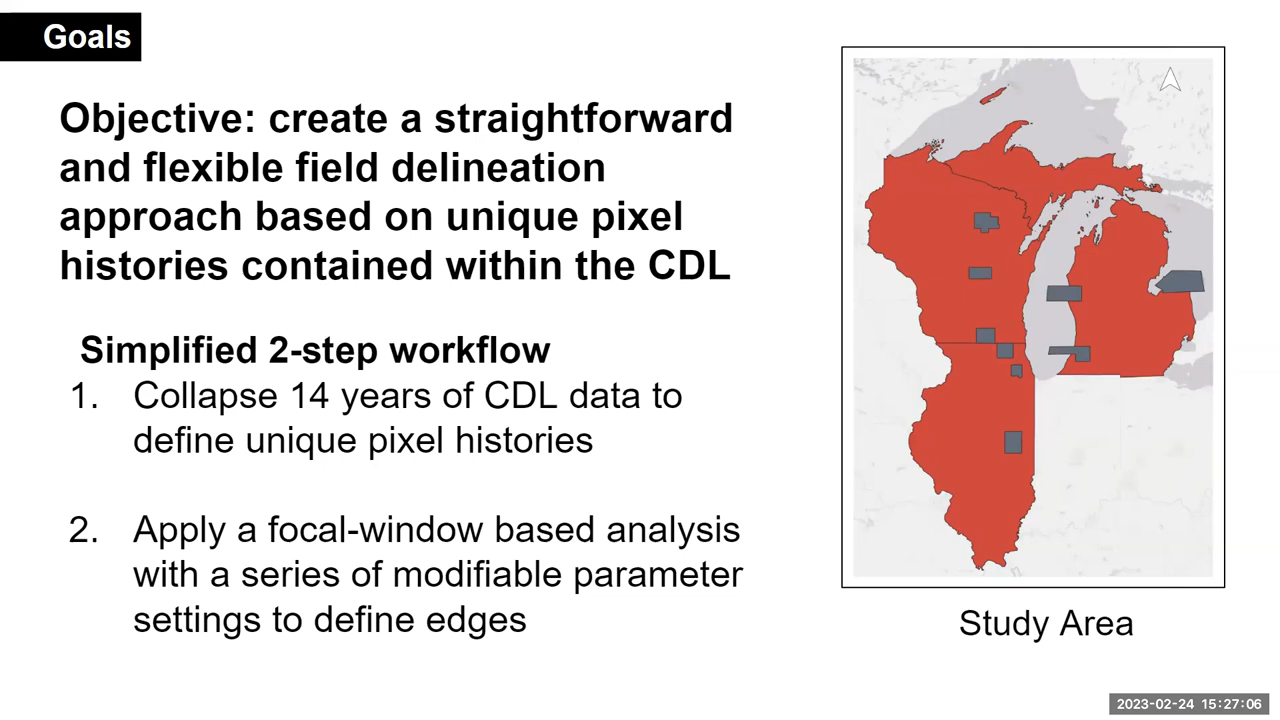 Goals
Objective: create a straightforward
and flexible field delineation
approach based on unique pixel
histories contained within the CDL
Simplified 2-step workflow
1. Collapse 14 years of CDL data to
define unique pixel histories
2. Apply a focal-window based analysis
with a series of modifiable parameter
settings to define edges
Study Area
2023-02-24 15:27:06